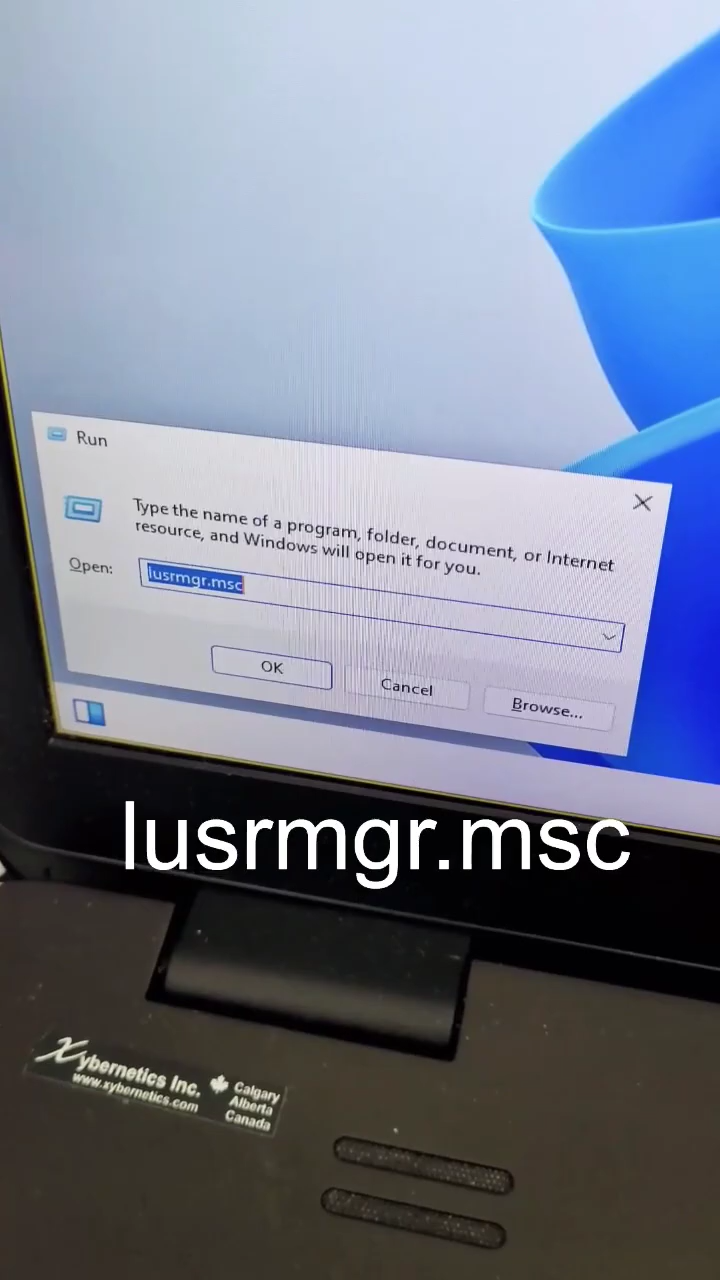 Run
Type the name of a program, folder, document, or Internet
resource, and Windows will open it for you.
Open:
lusrmgr.msc
OK
Cancel
Browse...
lusrmgr.msc
Xybernetics Inc.
www.xybernetics.com
Calgary
Alberta
Canada